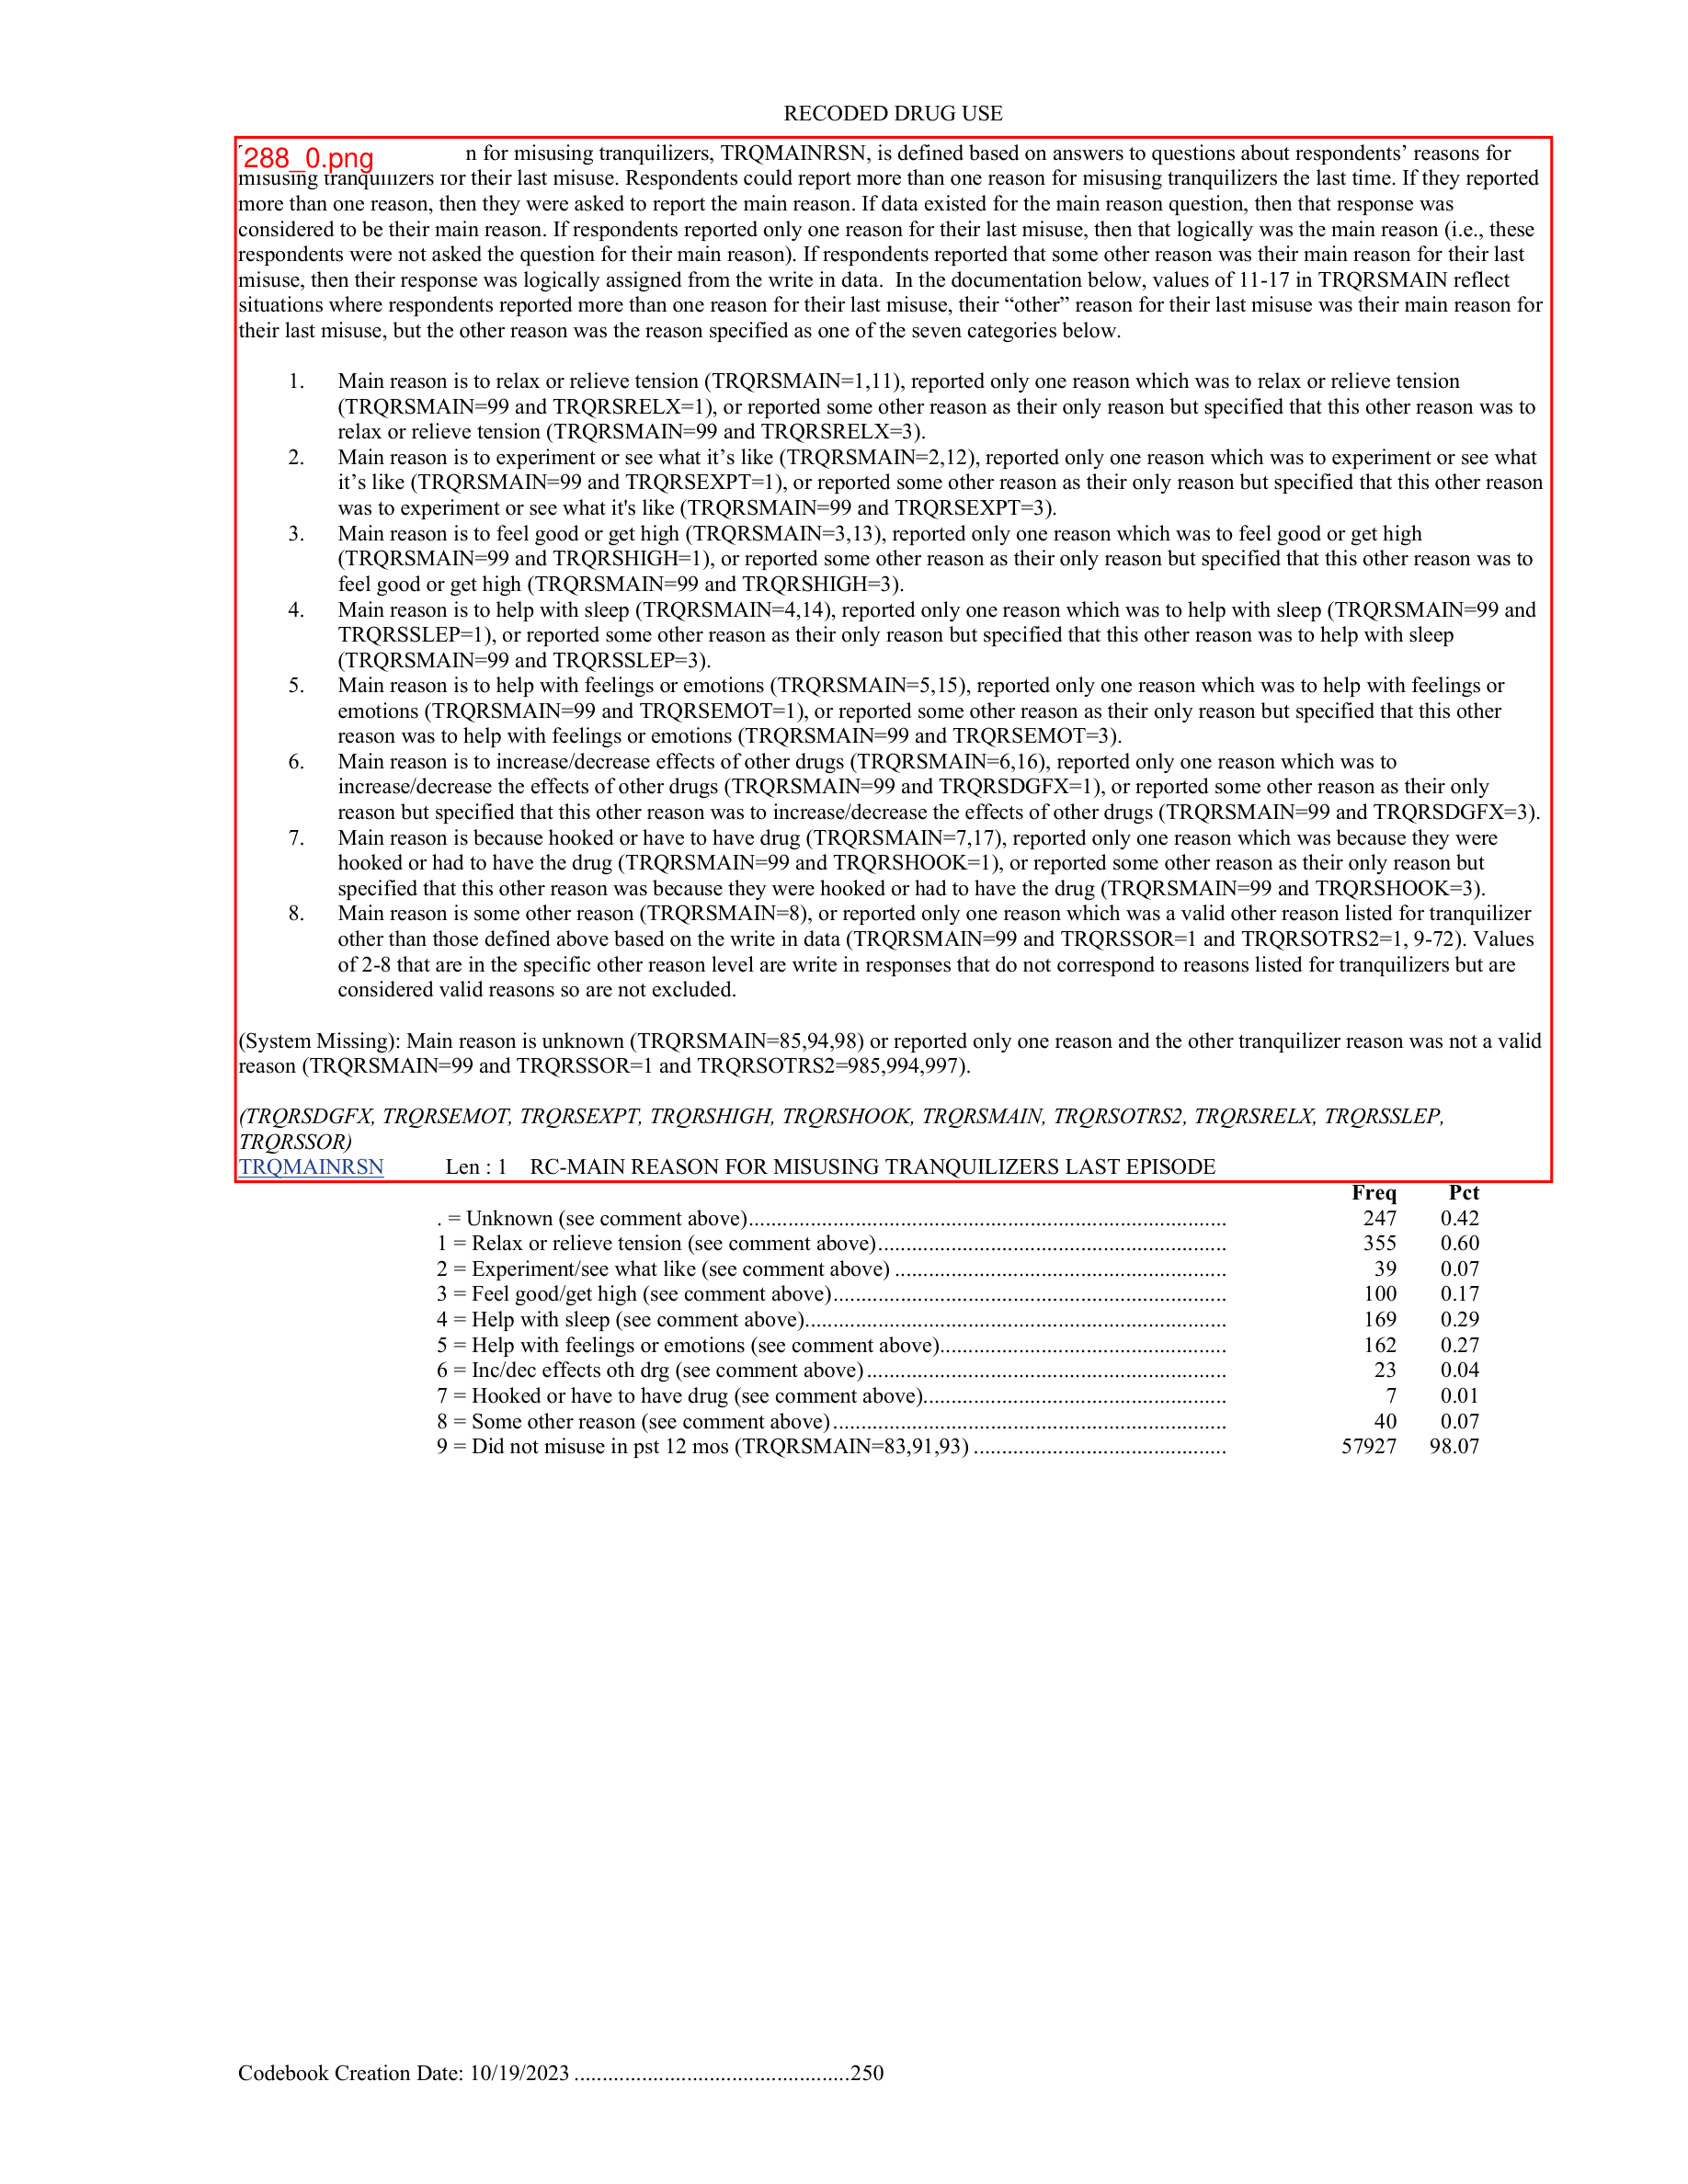 RECODED DRUG USE
288_0.png n for misusing tranquilizers, TRQMAINRSN, is defined based on answers to questions about respondents’ reasons for
misusing tranquilizers for their last misuse. Respondents could report more than one reason for misusing tranquilizers the last time. If they reported
more than one reason, then they were asked to report the main reason. If data existed for the main reason question, then that response was
considered to be their main reason. If respondents reported only one reason for their last misuse, then that logically was the main reason (i.e., these
respondents were not asked the question for their main reason). If respondents reported that some other reason was their main reason for their last
misuse, then their response was logically assigned from the write in data. In the documentation below, values of 11-17 in TRQRSMAIN reflect
situations where respondents reported more than one reason for their last misuse, their “other” reason for their last misuse was their main reason for
their last misuse, but the other reason was the reason specified as one of the seven categories below.
1. Main reason is to relax or relieve tension (TRQRSMAIN=1,11), reported only one reason which was to relax or relieve tension
(TRQRSMAIN=99 and TRQRSRELX=1), or reported some other reason as their only reason but specified that this other reason was to
relax or relieve tension (TRQRSMAIN=99 and TRQRSRELX=3).
2. Main reason is to experiment or see what it’s like (TRQRSMAIN=2,12), reported only one reason which was to experiment or see what
it’s like (TRQRSMAIN=99 and TRQRSEXPT=1), or reported some other reason as their only reason but specified that this other reason
was to experiment or see what it's like (TRQRSMAIN=99 and TRQRSEXPT=3).
3. Main reason is to feel good or get high (TRQRSMAIN=3,13), reported only one reason which was to feel good or get high
(TRQRSMAIN=99 and TRQRSHIGH=1), or reported some other reason as their only reason but specified that this other reason was to
feel good or get high (TRQRSMAIN=99 and TRQRSHIGH=3).
4. Main reason is to help with sleep (TRQRSMAIN=4,14), reported only one reason which was to help with sleep (TRQRSMAIN=99 and
TRQRSSLEP=1), or reported some other reason as their only reason but specified that this other reason was to help with sleep
(TRQRSMAIN=99 and TRQRSSLEP=3).
5. Main reason is to help with feelings or emotions (TRQRSMAIN=5,15), reported only one reason which was to help with feelings or
emotions (TRQRSMAIN=99 and TRQRSEMOT=1), or reported some other reason as their only reason but specified that this other
reason was to help with feelings or emotions (TRQRSMAIN=99 and TRQRSEMOT=3).
6. Main reason is to increase/decrease effects of other drugs (TRQRSMAIN=6,16), reported only one reason which was to
increase/decrease the effects of other drugs (TRQRSMAIN=99 and TRQRSDGFX=1), or reported some other reason as their only
reason but specified that this other reason was to increase/decrease the effects of other drugs (TRQRSMAIN=99 and TRQRSDGFX=3).
7. Main reason is because hooked or have to have drug (TRQRSMAIN=7,17), reported only one reason which was because they were
hooked or had to have the drug (TRQRSMAIN=99 and TRQRSHOOK=1), or reported some other reason as their only reason but
specified that this other reason was because they were hooked or had to have the drug (TRQRSMAIN=99 and TRQRSHOOK=3).
8. Main reason is some other reason (TRQRSMAIN=8), or reported only one reason which was a valid other reason listed for tranquilizer
other than those defined above based on the write in data (TRQRSMAIN=99 and TRQRSSOR=1 and TRQRSOTRS2=1, 9-72). Values
of 2-8 that are in the specific other reason level are write in responses that do not correspond to reasons listed for tranquilizers but are
considered valid reasons so are not excluded.
(System Missing): Main reason is unknown (TRQRSMAIN=85,94,98) or reported only one reason and the other tranquilizer reason was not a valid
reason (TRQRSMAIN=99 and TRQRSSOR=1 and TRQRSOTRS2=985,994,997).
(TRQRSDGFX, TRQRSEMOT, TRQRSEXPT, TRQRSHIGH, TRQRSHOOK, TRQRSMAIN, TRQRSOTRS2, TRQRSRELX, TRQRSSLEP,
TRQRSSOR)
TRQMAINRSN Len : 1 RC-MAIN REASON FOR MISUSING TRANQUILIZERS LAST EPISODE
Freq Pct
. = Unknown (see comment above)..................................................................................... 247 0.42
1 = Relax or relieve tension (see comment above).............................................................. 355 0.60
2 = Experiment/see what like (see comment above) ........................................................... 39 0.07
3 = Feel good/get high (see comment above)...................................................................... 100 0.17
4 = Help with sleep (see comment above)........................................................................... 169 0.29
5 = Help with feelings or emotions (see comment above)................................................... 162 0.27
6 = Inc/dec effects oth drg (see comment above)................................................................ 23 0.04
7 = Hooked or have to have drug (see comment above)...................................................... 7 0.01
8 = Some other reason (see comment above)...................................................................... 40 0.07
9 = Did not misuse in pst 12 mos (TRQRSMAIN=83,91,93) ............................................. 57927 98.07
Codebook Creation Date: 10/19/2023 .................................................250